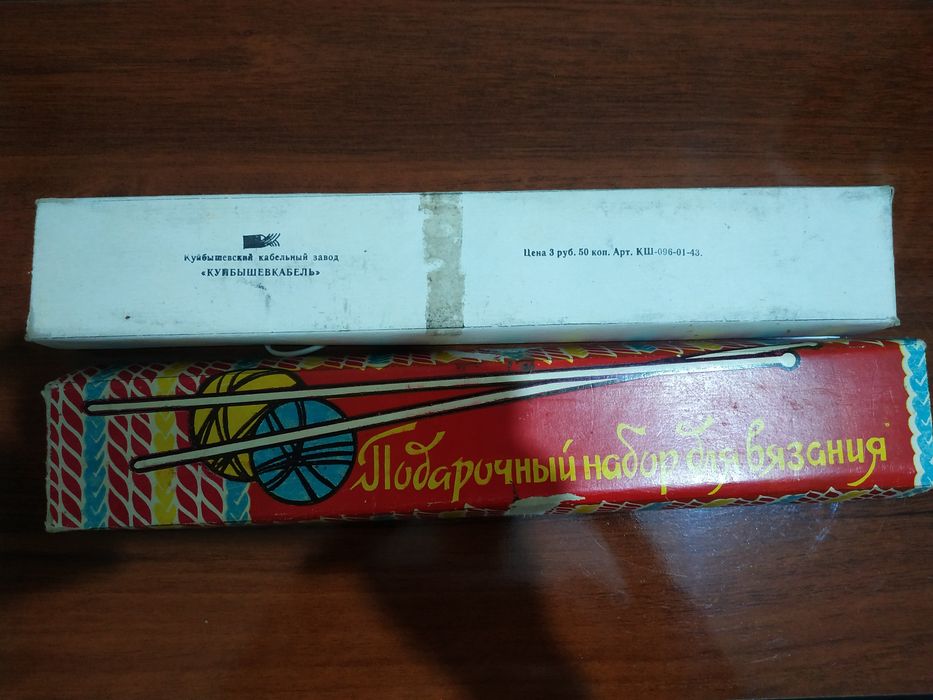 Куйбышевский кабельный завод
«КУЙБЫШЕВКАБЕЛЬ»
Цена 3 руб. 50 коп. Арт. КШ-096-01-43.
Подарочный набор для вязания